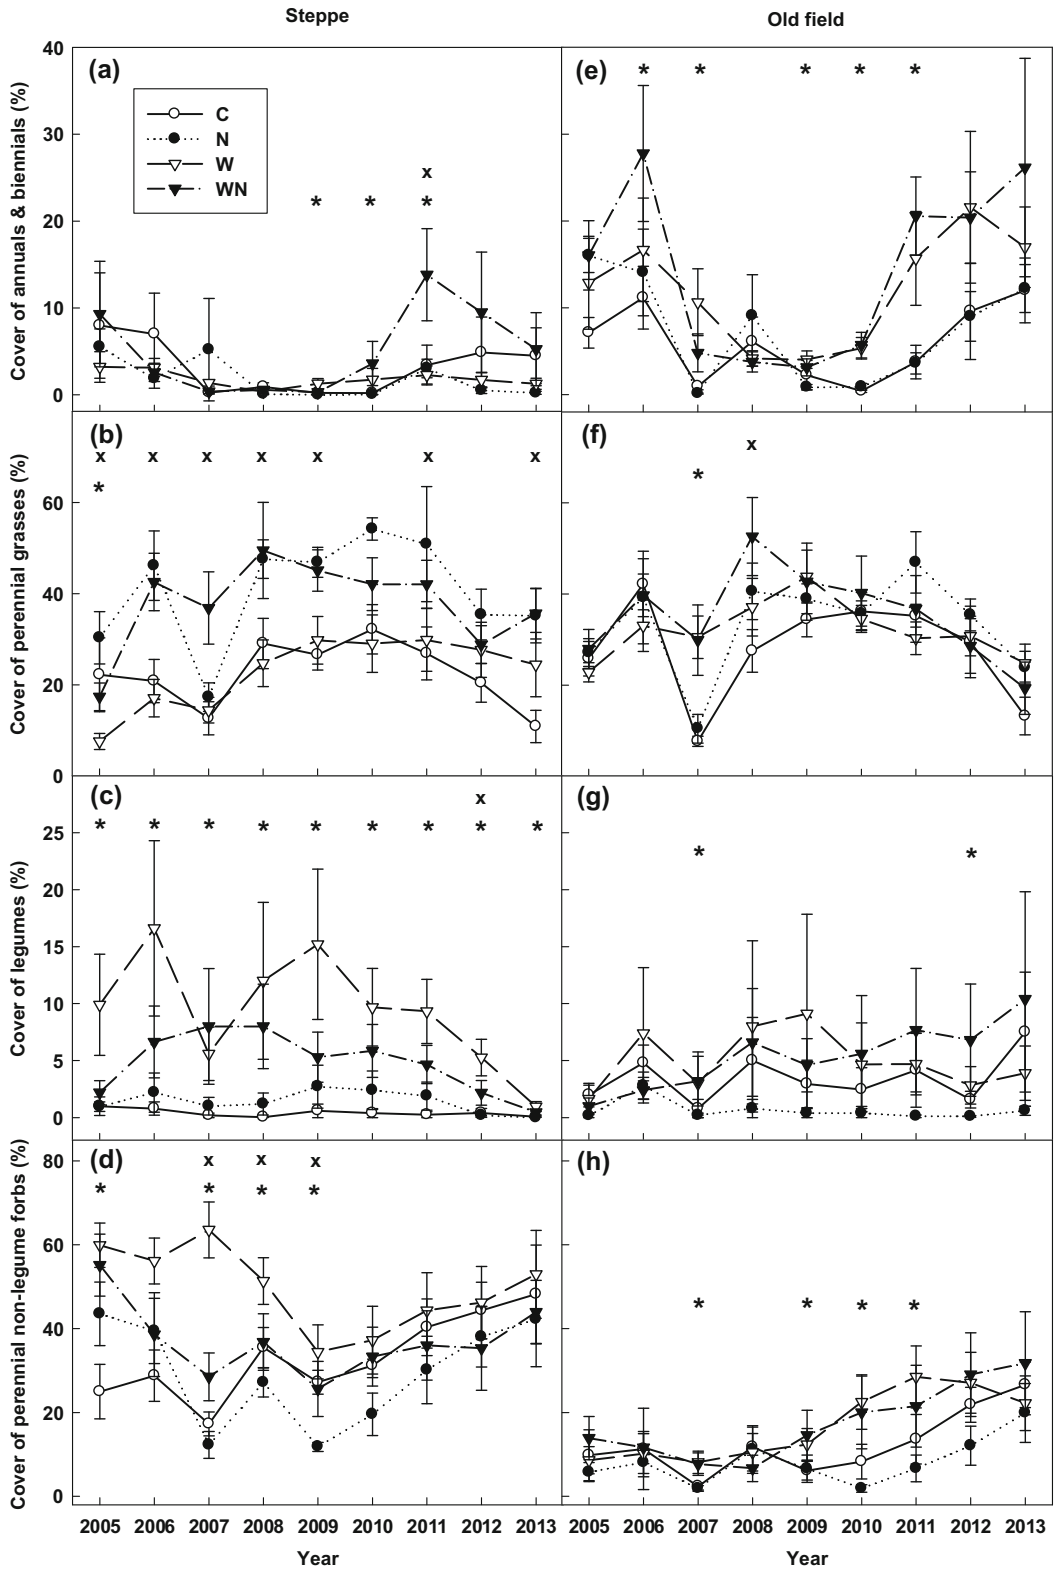 Steppe
Old field
Cover of annuals & biennials (%)
40
30
20
10
0
(a)
C
N
W
WN
x
* * *
(e)
* * * * *
Cover of perennial grasses (%)
60
40
20
0
(b)
x x x x x x x
*
(f)
x
*
Cover of legumes (%)
25
20
15
10
5
0
(c)
x
* * * * * * * * *
(g)
* *
Cover of perennial non-legume forbs (%)
80
60
40
20
0
(d)
x x x
* * * *
(h)
* * * *
2005 2006 2007 2008 2009 2010 2011 2012 2013
Year
2005 2006 2007 2008 2009 2010 2011 2012 2013
Year